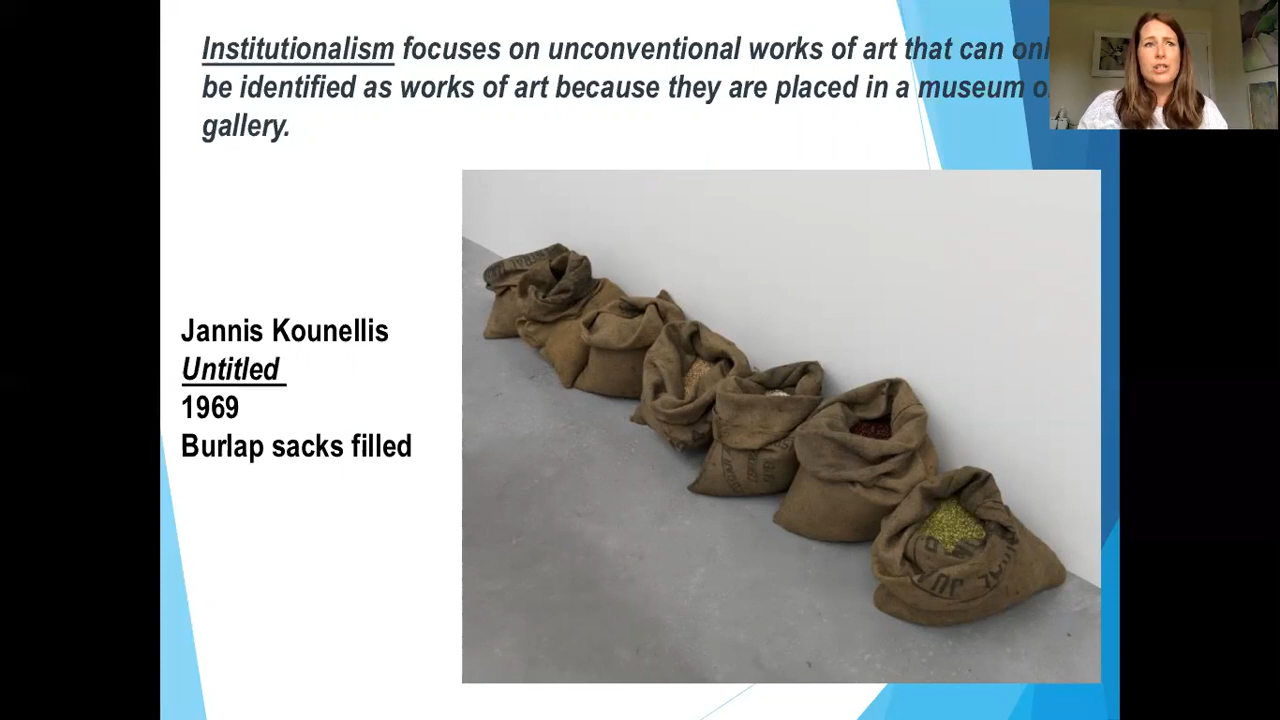 Institutionalism focuses on unconventional works of art that can
be identified as works of art because they are placed in a museum
gallery.
Jannis Kounellis
Untitled
1969
Burlap sacks filled